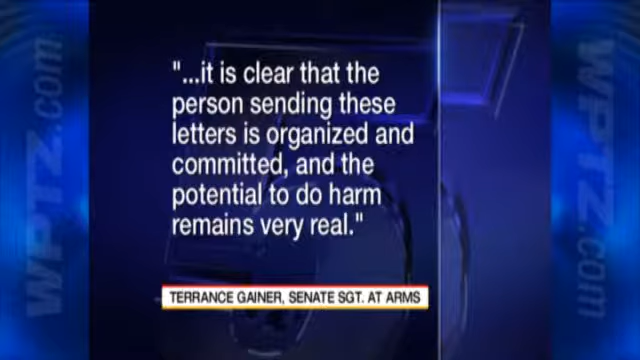 "...it is clear that the
person sending these
letters is organized and
committed, and the
potential to do harm
remains very real."
TERRANCE GAINER, SENATE SGT. AT ARMS
WPTZ.com
WPTZ.com